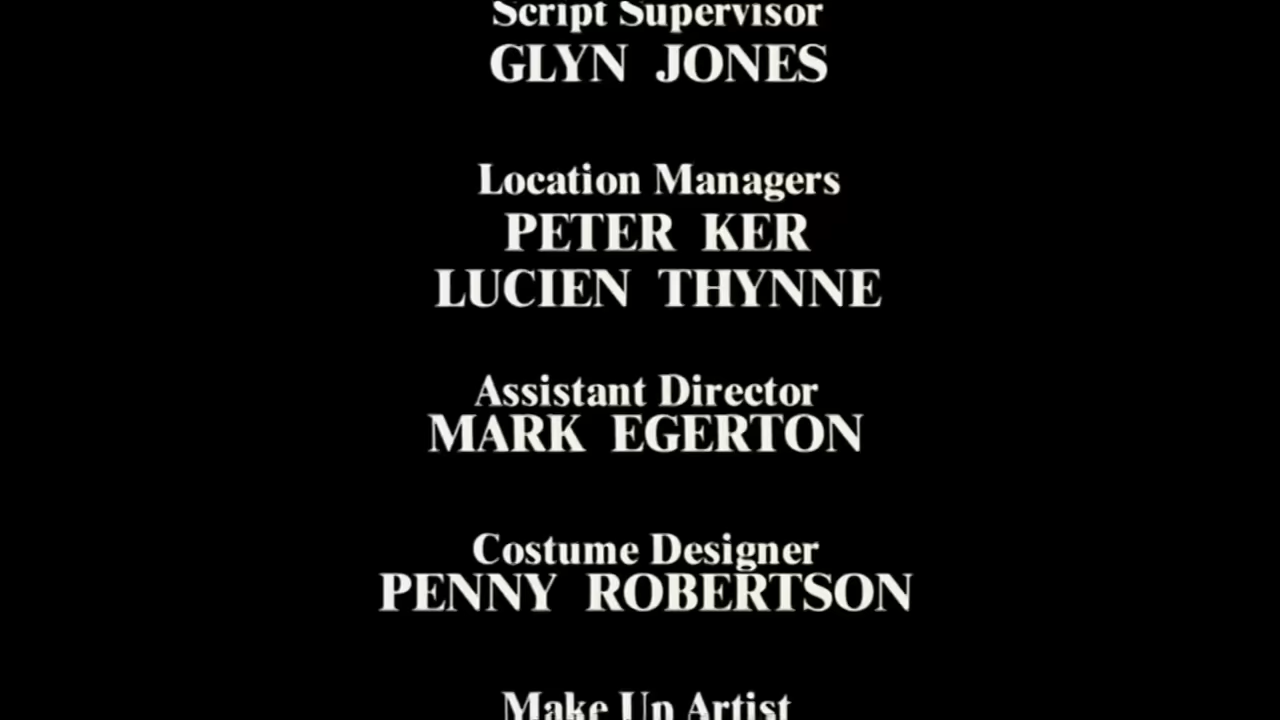 Script Supervisor
GLYN JONES
Location Managers
PETER KER
LUCIEN THYNNE
Assistant Director
MARK EGERTON
Costume Designer
PENNY ROBERTSON
Make Up Artist